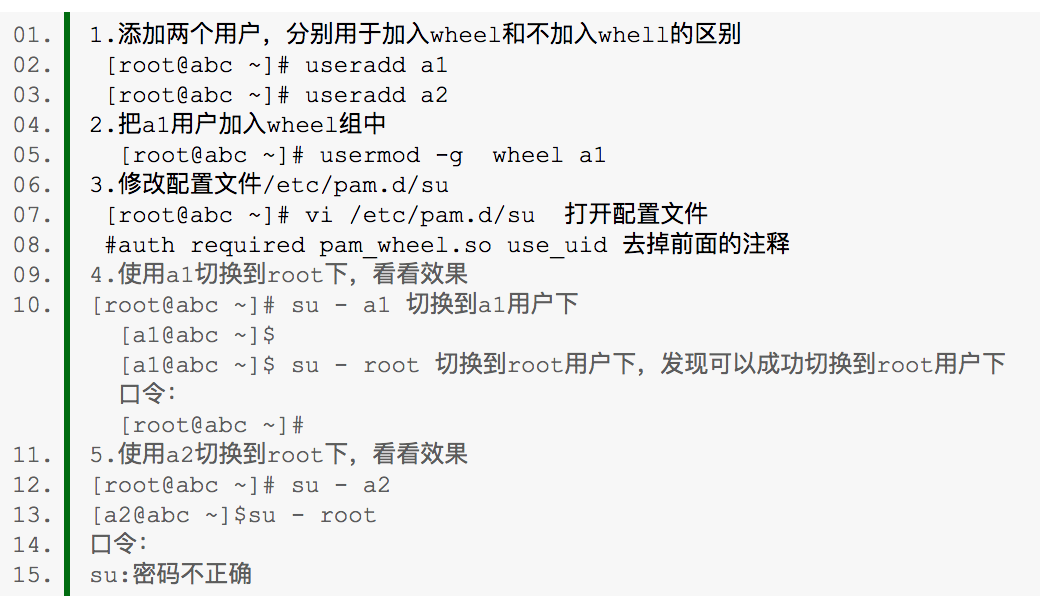 01. 1.添加两个用户，分别用于加入wheel和不加入whell的区别
02. [root@abc ~]# useradd a1
03. [root@abc ~]# useradd a2
04. 2.把a1用户加入wheel组中
05. [root@abc ~]# usermod -g  wheel a1
06. 3.修改配置文件/etc/pam.d/su
07. [root@abc ~]# vi /etc/pam.d/su  打开配置文件
08. #auth required pam_wheel.so use_uid 去掉前面的注释
09. 4.使用a1切换到root下，看看效果
10. [root@abc ~]# su - a1 切换到a1用户下
[a1@abc ~]$
[a1@abc ~]$ su - root 切换到root用户下，发现可以成功切换到root用户下
口令：
[root@abc ~]#
11. 5.使用a2切换到root下，看看效果
12. [root@abc ~]# su - a2
13. [a2@abc ~]$su - root
14. 口令：
15. su:密码不正确